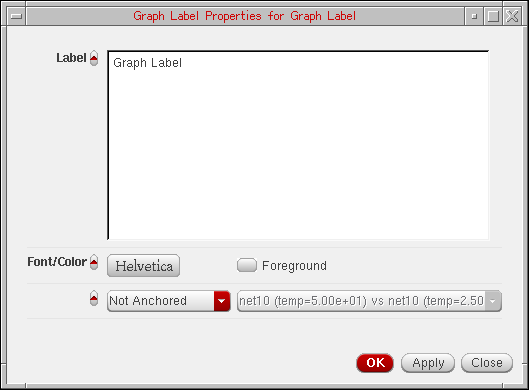 Graph Label Properties for Graph Label
Label
Graph Label
Font/Color
Helvetica
Foreground
Not Anchored
net10 (temp=5.00e+01) vs net10 (temp=2.50
OK
Apply
Close